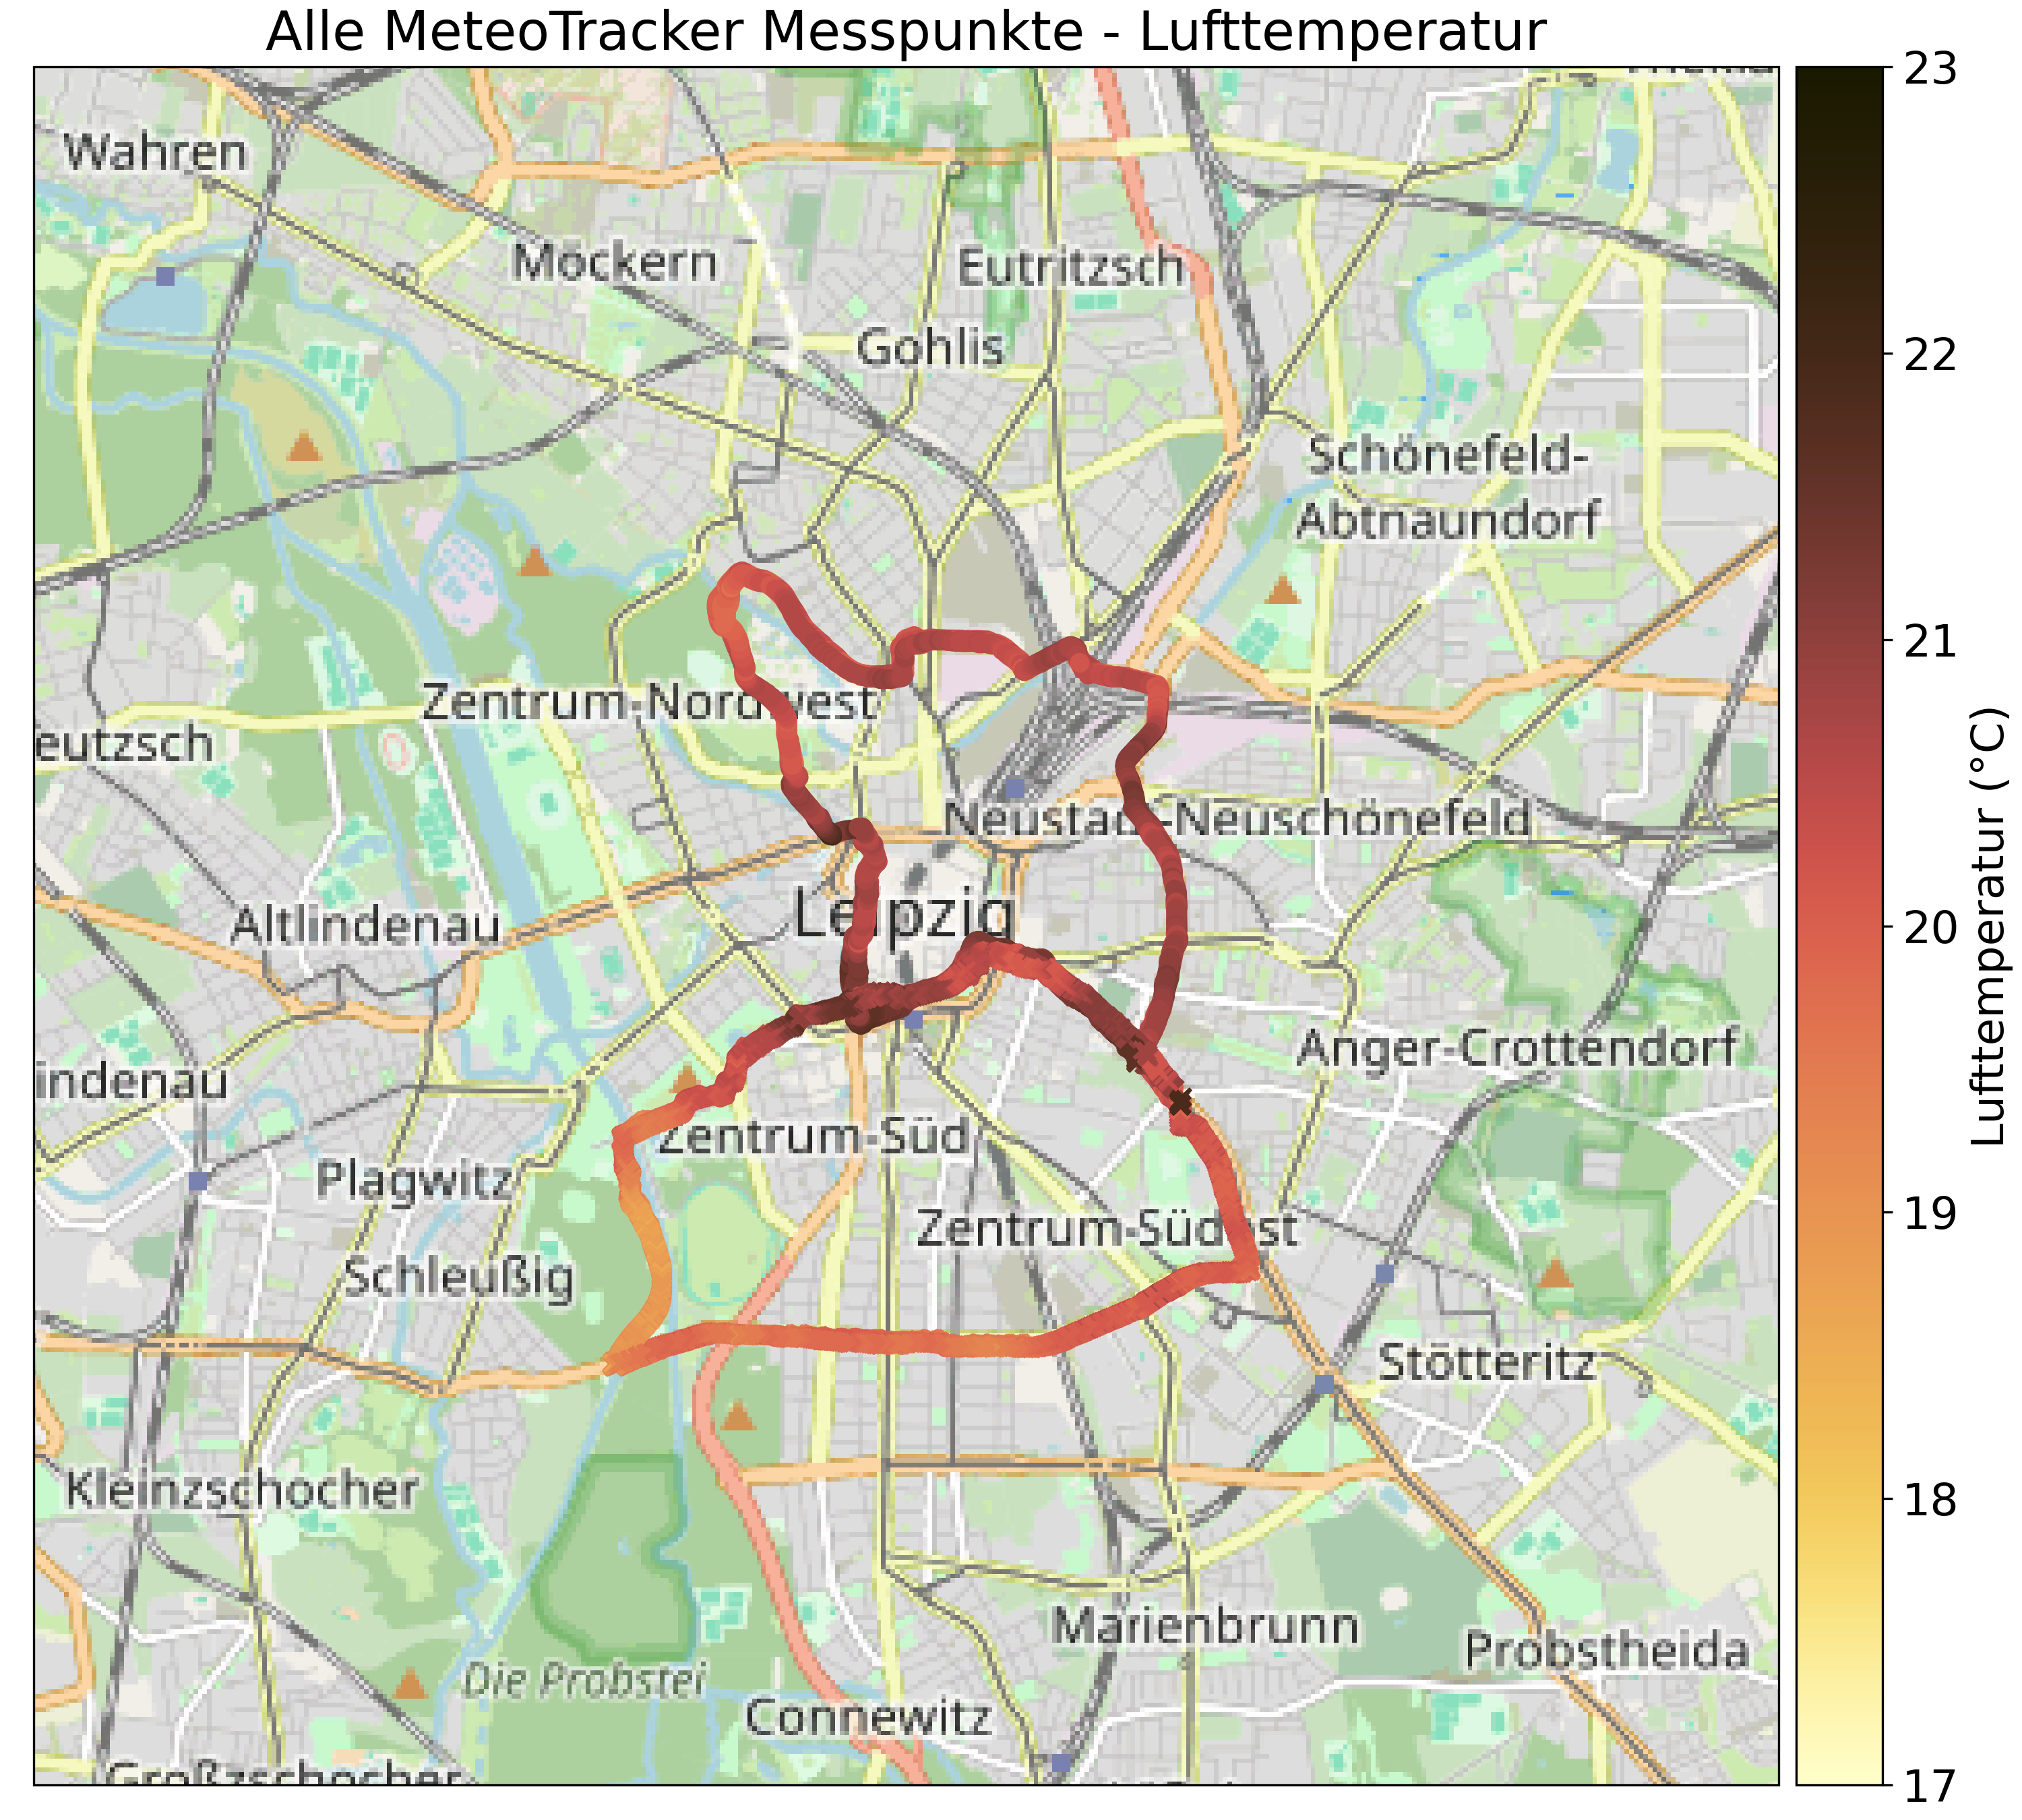 Alle MeteoTracker Messpunkte - Lufttemperatur
Wahren
Möckern
Eutritzsch
Gohlis
Schönefeld-
Abtnaundorf
Zentrum-Nordwest
eutzsch
Neustadt-Neuschönefeld
Leipzig
Altlindenau
Anger-Crottendorf
indenau
Zentrum-Süd
Plagwitz
Zentrum-Südost
Schleußig
Stötteritz
Kleinzschocher
Marienbrunn
Probstheida
Die Probstei
Connewitz
Großzschocher
23
22
21
20
19
18
17
Lufttemperatur (°C)